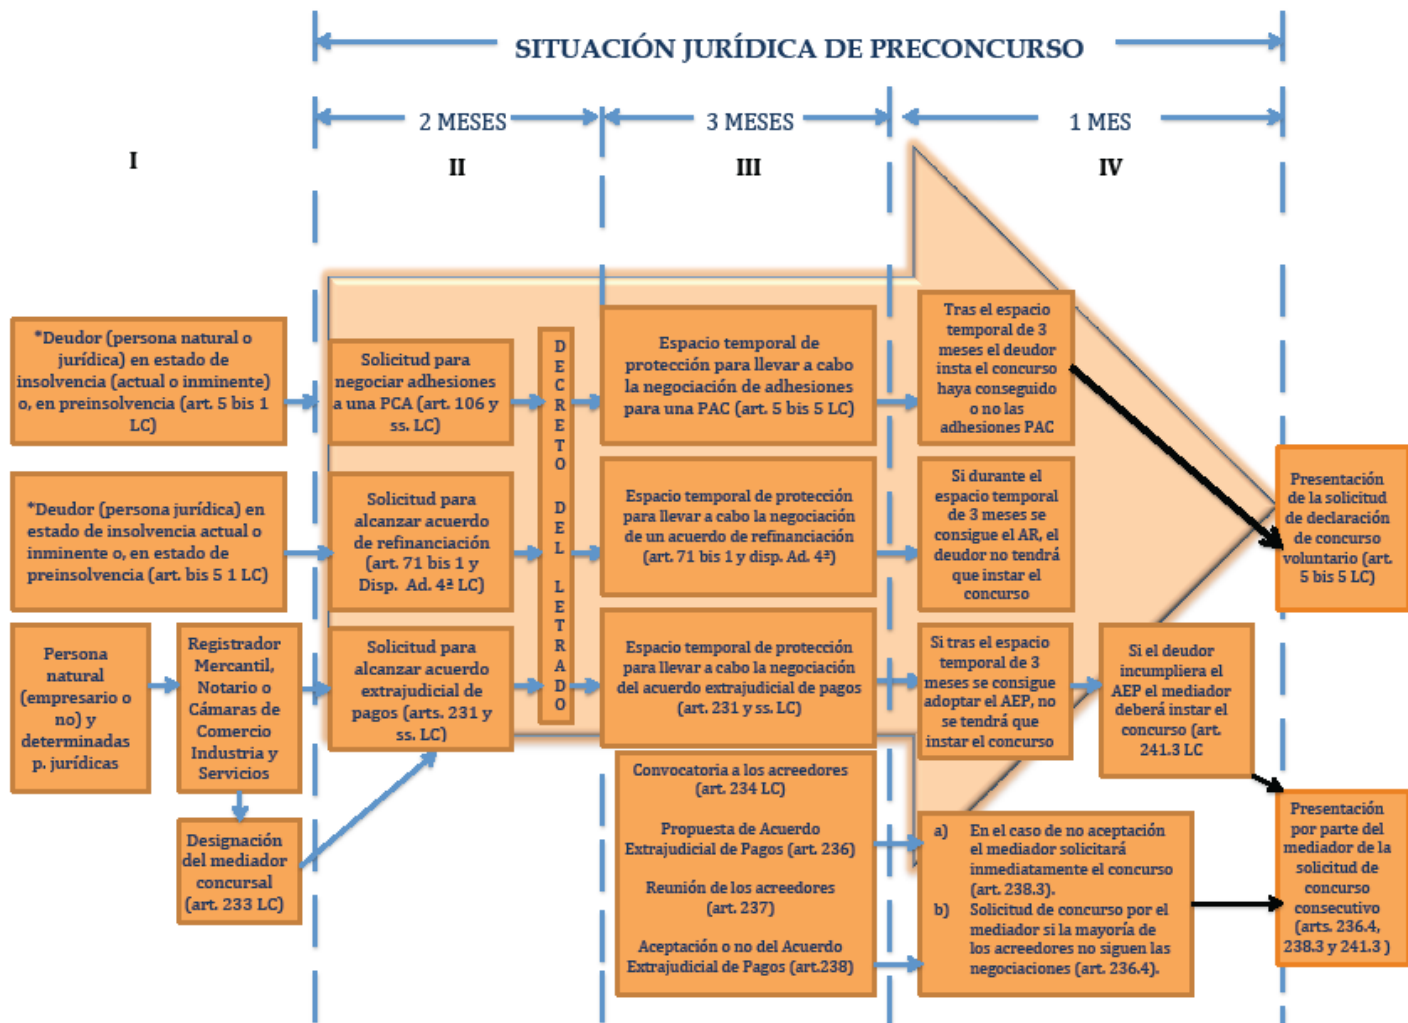 SITUACIÓN JURÍDICA DE PRECONCURSO
2 MESES
3 MESES
1 MES
I
II
III
IV
*Deudor (persona natural o
jurídica) en estado de
insolvencia (actual o inminente)
o, en preinsolvencia (art. 5 bis 1
LC)
Solicitud para
negociar adhesiones
a una PCA (art. 106 y
ss. LC)
DECRETO DEL LETRADO
Espacio temporal de
protección para llevar a cabo
la negociación de adhesiones
para una PAC (art. 5 bis 5 LC)
Tras el espacio
temporal de 3
meses el deudor
insta el concurso
haya conseguido
o no las
adhesiones PAC
*Deudor (persona jurídica) en
estado de insolvencia actual o
inminente o, en estado de
preinsolvencia (art. bis 5 1 LC)
Solicitud para
alcanzar acuerdo
de refinanciación
(art. 71 bis 1 y
Disp. Ad. 4ª LC)
Espacio temporal de protección
para llevar a cabo la negociación
de un acuerdo de refinanciación
(art. 71 bis 1 y disp. Ad. 4ª)
Si durante el
espacio temporal
de 3 meses se
consigue el AR, el
deudor no tendrá
que instar el
concurso
Presentación
de la solicitud
de declaración
de concurso
voluntario (art.
5 bis 5 LC)
Persona
natural
(empresario o
no) y
determinadas
p. jurídicas
Registrador
Mercantil,
Notario o
Cámaras de
Comercio
Industria y
Servicios
Solicitud para
alcanzar acuerdo
extrajudicial de
pagos (arts. 231 y
ss. LC)
Espacio temporal de protección
para llevar a cabo la negociación
del acuerdo extrajudicial de pagos
(art. 231 y ss. LC)
Si tras el espacio
temporal de 3
meses se consigue
adoptar el AEP, no
se tendrá que
instar el concurso
Si el deudor
incumpliera el
AEP el mediador
deberá instar el
concurso (art.
241.3 LC
Designación
del mediador
concursal
(art. 233 LC)
Convocatoria a los acreedores
(art. 234 LC)
Propuesta de Acuerdo
Extrajudicial de Pagos (art. 236)
Reunión de los acreedores
(art. 237)
Aceptación o no del Acuerdo
Extrajudicial de Pagos (art.238)
a) En el caso de no aceptación
el mediador solicitará
inmediatamente el concurso
(art. 238.3).
b) Solicitud de concurso por el
mediador si la mayoría de
los acreedores no siguen las
negociaciones (art. 236.4).
Presentación
por parte del
mediador de la
solicitud de
concurso
consecutivo
(arts. 236.4,
238.3 y 241.3 )